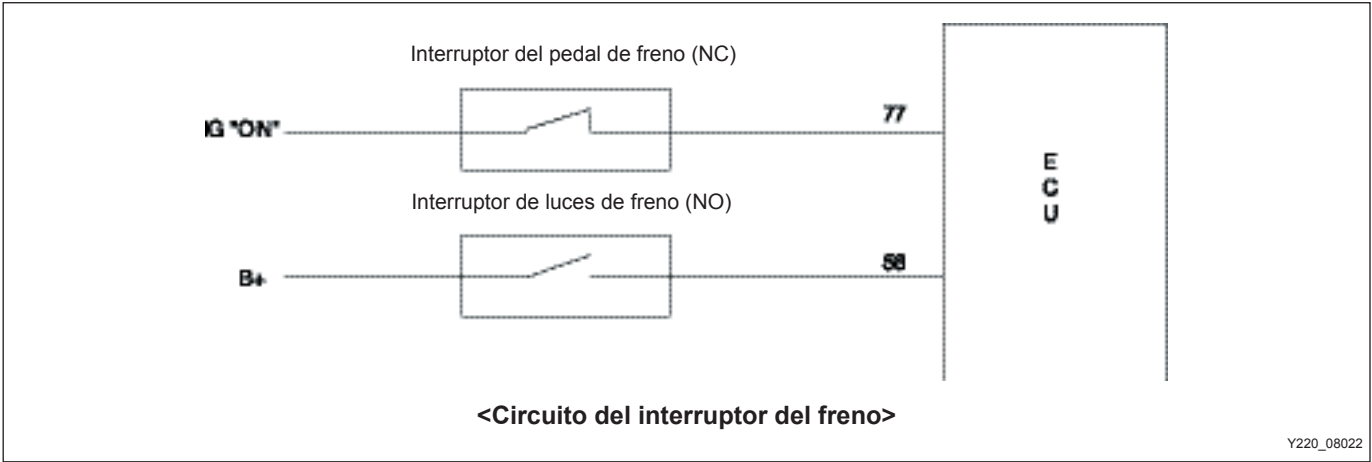 Interruptor del pedal de freno (NC)
IG "ON"
77
Interruptor de luces de freno (NO)
B+
58
E
C
U
<Circuito del interruptor del freno>
Y220_08022